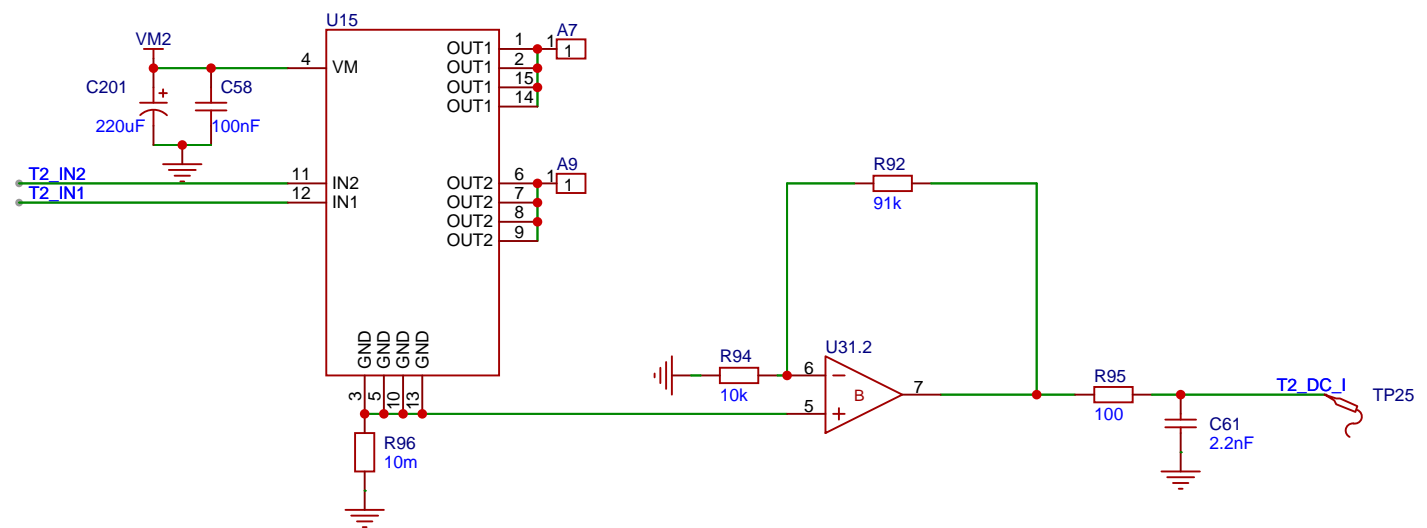 U15
VM2
C201
220uF
C58
100nF
4
VM
T2_IN2
T2_IN1
11
IN2
12
IN1
OUT1
1
OUT1
2
OUT1
15
OUT1
14
A7
1
1
OUT2
6
OUT2
7
OUT2
8
OUT2
9
A9
1
1
GND
GND
GND
GND
3
5
10
13
R96
10m
R92
91k
R94
10k
U31.2
6
5
B
7
R95
100
C61
2.2nF
T2_DC_I
TP25